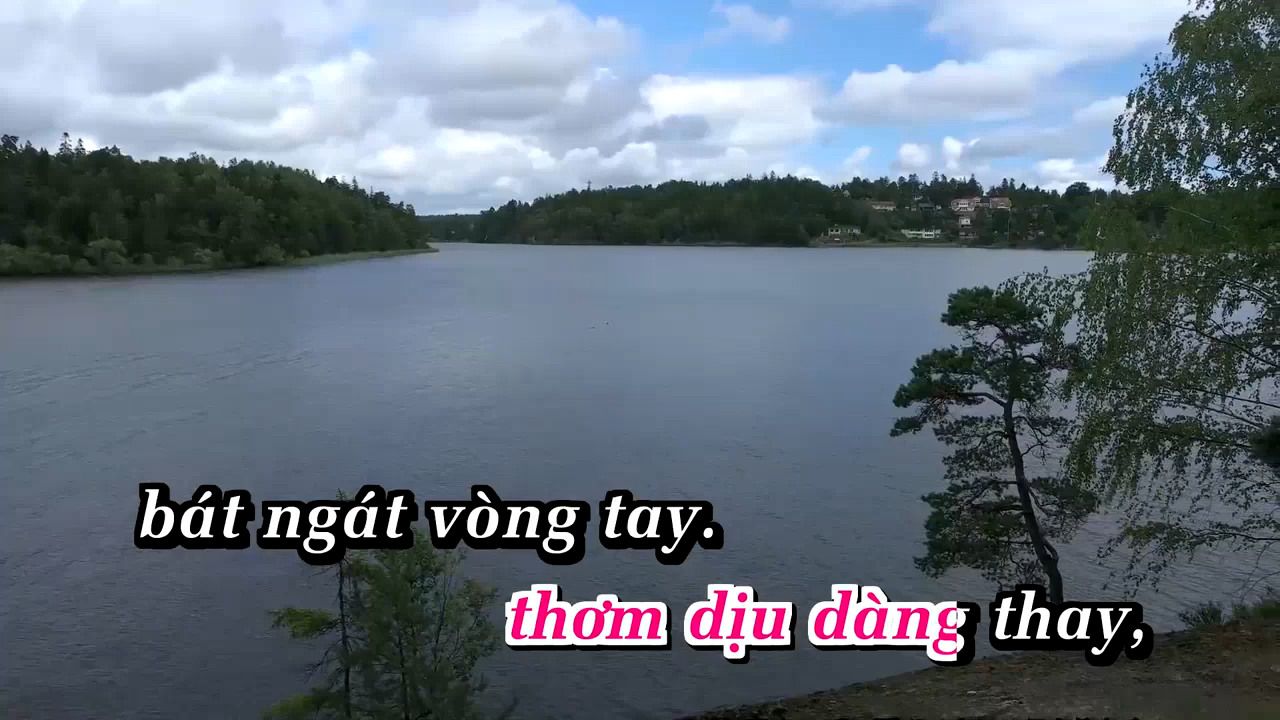 bát ngát vòng tay.
thơm dịu dàng thay,